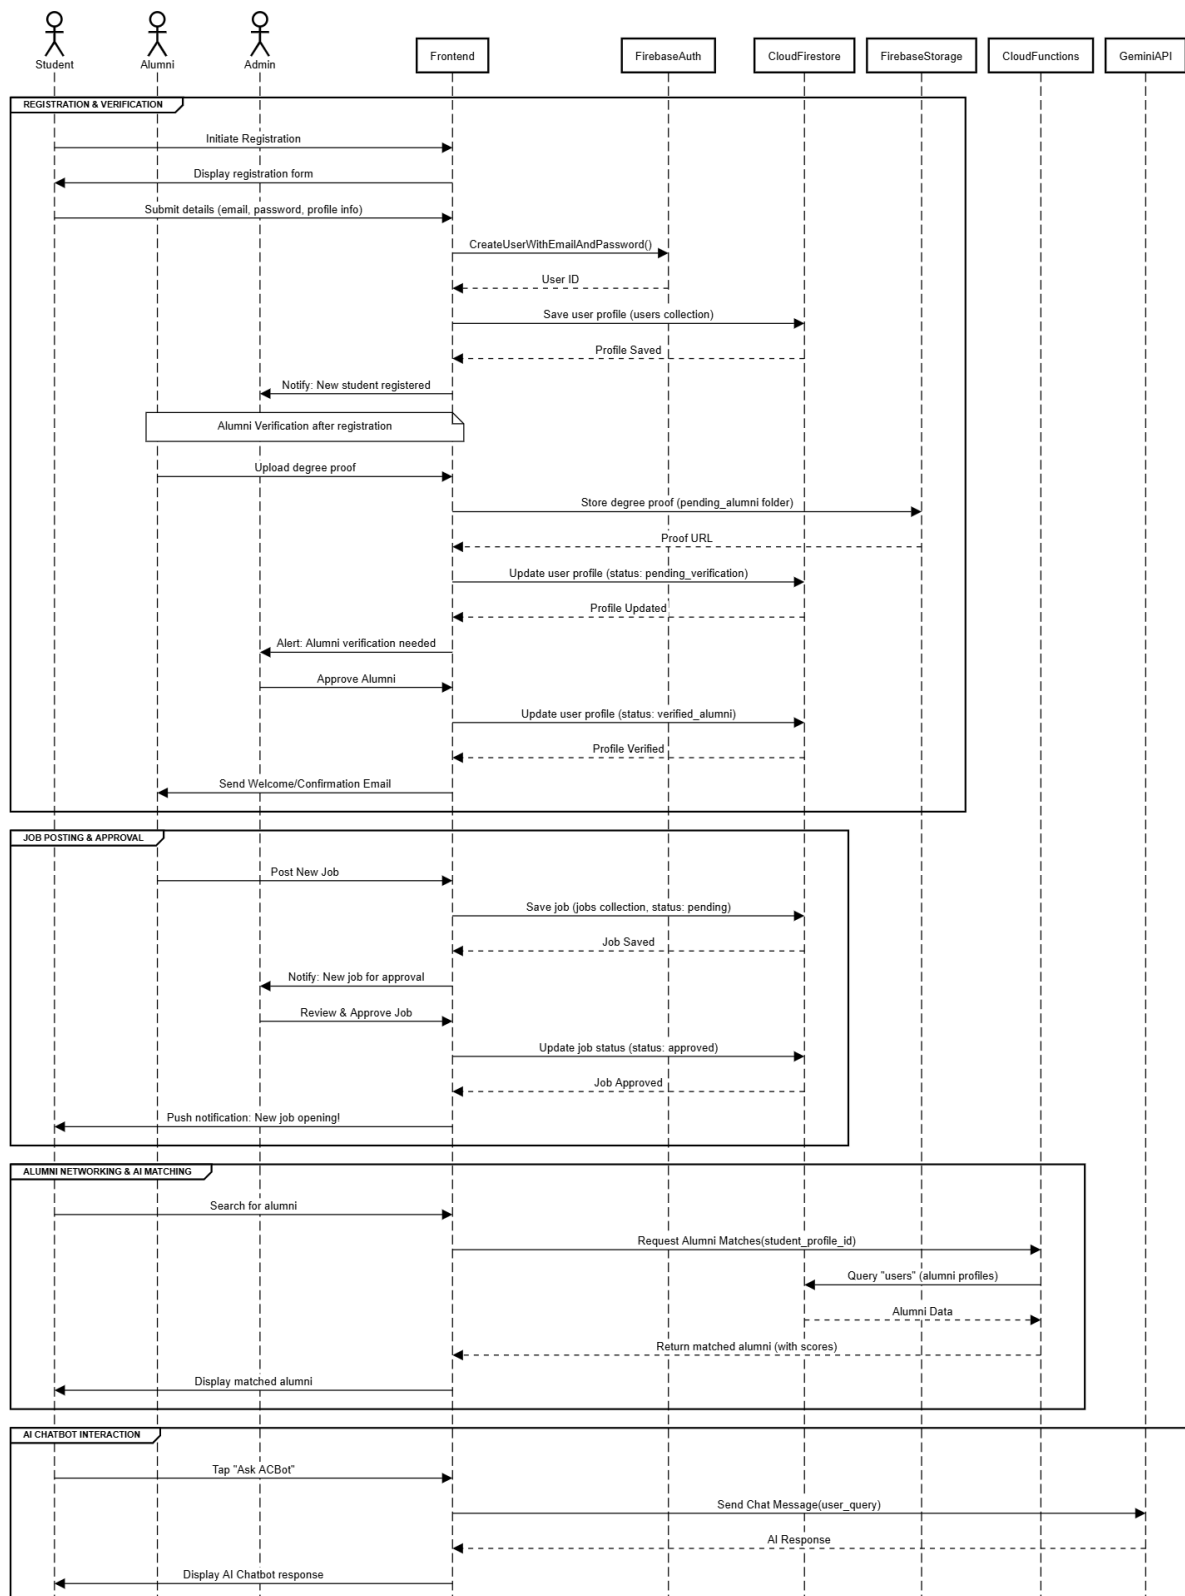 Student
Alumni
Admin
Frontend
FirebaseAuth
CloudFirestore
FirebaseStorage
CloudFunctions
GeminiAPI
REGISTRATION & VERIFICATION
Initiate Registration
Display registration form
Submit details (email, password, profile info)
CreateUserWithEmailAndPassword()
User ID
Save user profile (users collection)
Profile Saved
Notify: New student registered
Alumni Verification after registration
Upload degree proof
Store degree proof (pending_alumni folder)
Proof URL
Update user profile (status: pending_verification)
Profile Updated
Alert: Alumni verification needed
Approve Alumni
Update user profile (status: verified_alumni)
Profile Verified
Send Welcome/Confirmation Email
JOB POSTING & APPROVAL
Post New Job
Save job (jobs collection, status: pending)
Job Saved
Notify: New job for approval
Review & Approve Job
Update job status (status: approved)
Job Approved
Push notification: New job opening!
ALUMNI NETWORKING & AI MATCHING
Search for alumni
Request Alumni Matches(student_profile_id)
Query "users" (alumni profiles)
Alumni Data
Return matched alumni (with scores)
Display matched alumni
AI CHATBOT INTERACTION
Tap "Ask ACBot"
Send Chat Message(user_query)
AI Response
Display AI Chatbot response